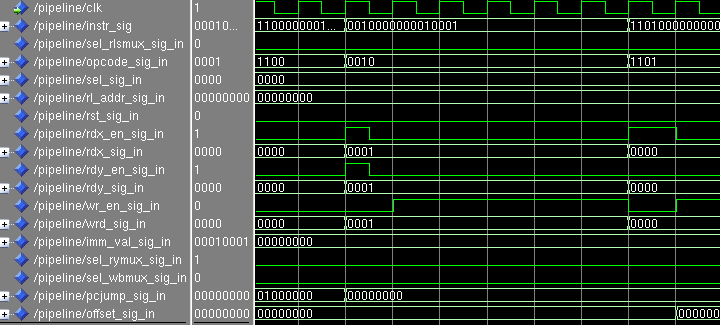 /pipeline/clk 1
/pipeline/instr_sig 00010... 1100000001... 0010000000010001 1101000000000
/pipeline/sel_rlsmux_sig_in 0
/pipeline/opcode_sig_in 0001 1100 0010 1101
/pipeline/sel_sig_in 0000 0000
/pipeline/rl_addr_sig_in 00000000 00000000
/pipeline/rst_sig_in 0
/pipeline/rdx_en_sig_in 1
/pipeline/rdx_sig_in 0000 0000 0001 0000
/pipeline/rdy_en_sig_in 1
/pipeline/rdy_sig_in 0000 0000 0001 0000
/pipeline/wr_en_sig_in 0
/pipeline/wrd_sig_in 0000 0000 0001 0000
/pipeline/imm_val_sig_in 00010001 00000000
/pipeline/sel_rymux_sig_in 1
/pipeline/sel_wbmux_sig_in 0
/pipeline/pcjump_sig_in 00000000 01000000 00000000
/pipeline/offset_sig_in 00000000 00000000 000000